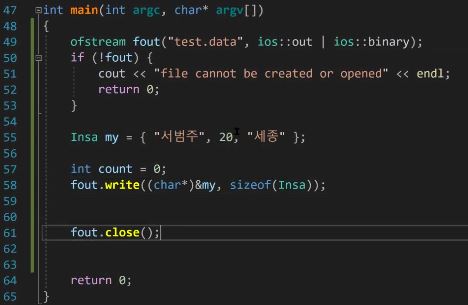 47 int main(int argc, char* argv[])
48 {
49 ofstream fout("test.data", ios::out | ios::binary);
50 if (!fout) {
51 cout << "file cannot be created or opened" << endl;
52 return 0;
53 }
54
55 Insa my = { "서범주", 20, "세종" };
56
57 int count = 0;
58 fout.write((char*)&my, sizeof(Insa));
59
60
61 fout.close();
62
63
64 return 0;
65 }